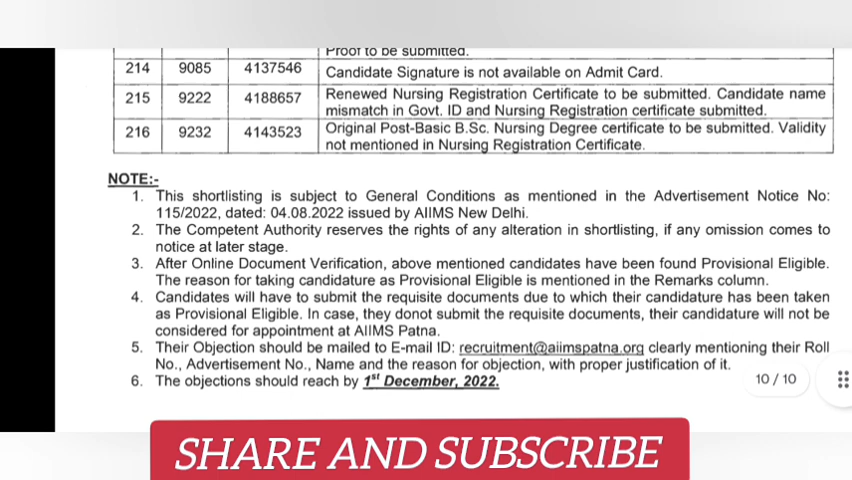 Proof to be submitted.
214 9085 4137546 Candidate Signature is not available on Admit Card.
215 9222 4188657 Renewed Nursing Registration Certificate to be submitted. Candidate name
mismatch in Govt. ID and Nursing Registration certificate submitted.
216 9232 4143523 Original Post-Basic B.Sc. Nursing Degree certificate to be submitted. Validity
not mentioned in Nursing Registration Certificate.
NOTE:-
1. This shortlisting is subject to General Conditions as mentioned in the Advertisement Notice No:
115/2022, dated: 04.08.2022 issued by AIIMS New Delhi.
2. The Competent Authority reserves the rights of any alteration in shortlisting, if any omission comes to
notice at later stage.
3. After Online Document Verification, above mentioned candidates have been found Provisional Eligible.
The reason for taking candidature as Provisional Eligible is mentioned in the Remarks column.
4. Candidates will have to submit the requisite documents due to which their candidature has been taken
as Provisional Eligible. In case, they donot submit the requisite documents, their candidature will not be
considered for appointment at AIIMS Patna.
5. Their Objection should be mailed to E-mail ID: recruitment@aiimspatna.org clearly mentioning their Roll
No., Advertisement No., Name and the reason for objection, with proper justification of it.
6. The objections should reach by 1st December, 2022.
10 / 10
SHARE AND SUBSCRIBE